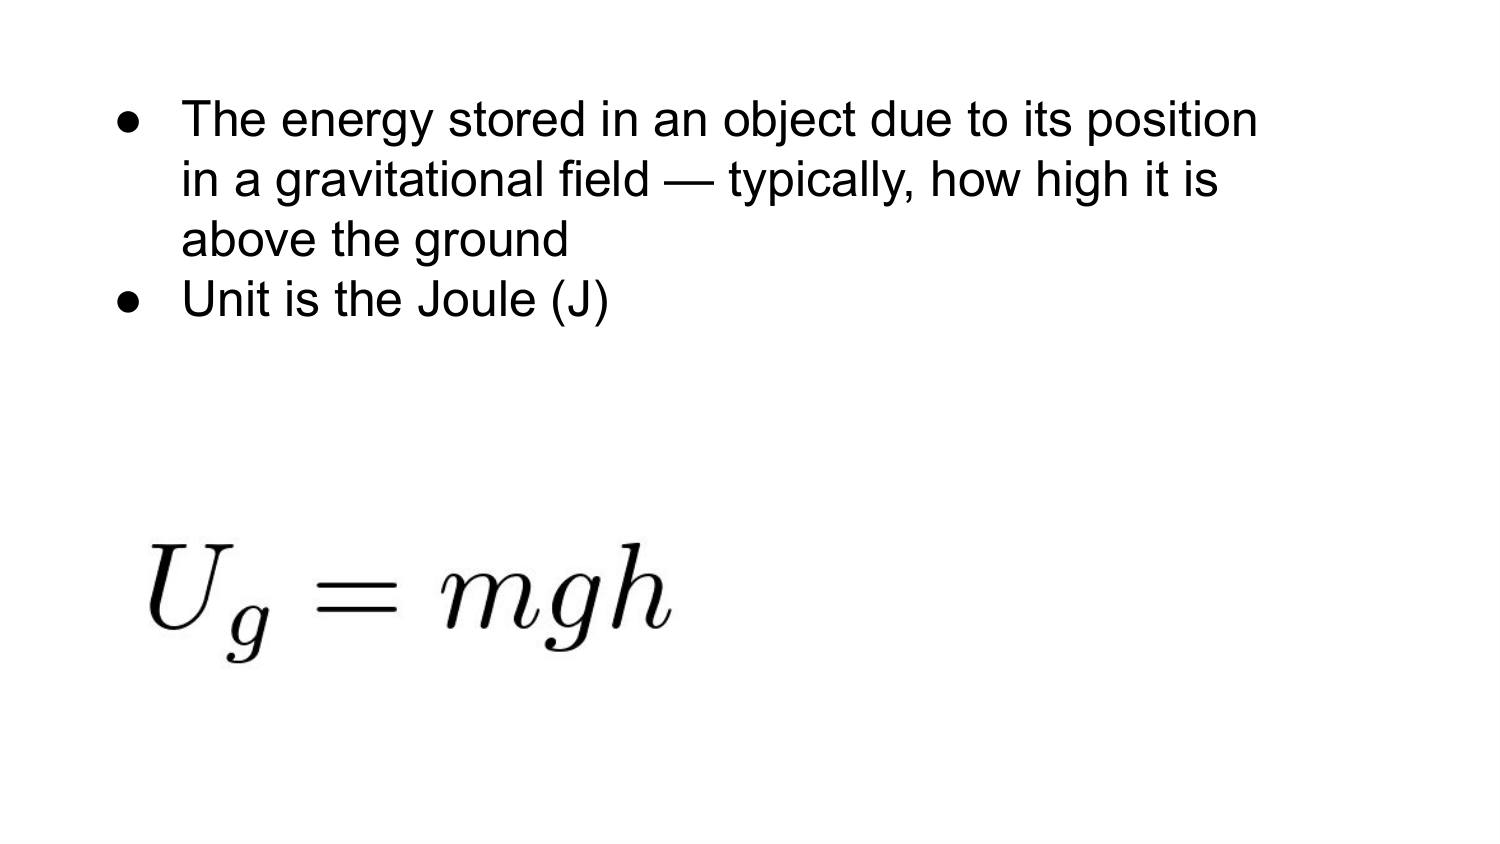 ● The energy stored in an object due to its position
in a gravitational field — typically, how high it is
above the ground
● Unit is the Joule (J)
U_g = mgh